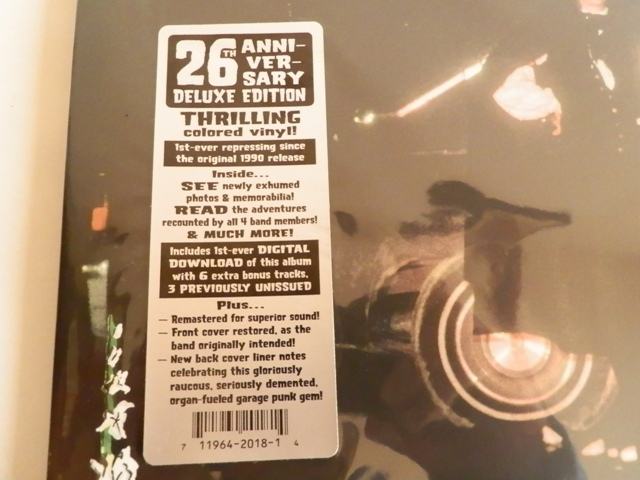 26TH ANNI-
VER-
SARY
DELUXE EDITION
THRILLING
colored vinyl!
1st-ever repressing since
the original 1990 release
Inside...
SEE newly exhumed
photos & memorabilia!
READ the adventures
recounted by all 4 band members!
& MUCH MORE!
Includes 1st-ever DIGITAL
DOWNLOAD of this album
with 6 extra bonus tracks,
3 PREVIOUSLY UNISSUED
Plus...
— Remastered for superior sound!
— Front cover restored, as the
band originally intended!
— New back cover liner notes
celebrating this gloriously
raucous, seriously demented,
organ-fueled garage punk gem!
7 11964-2018-1 4